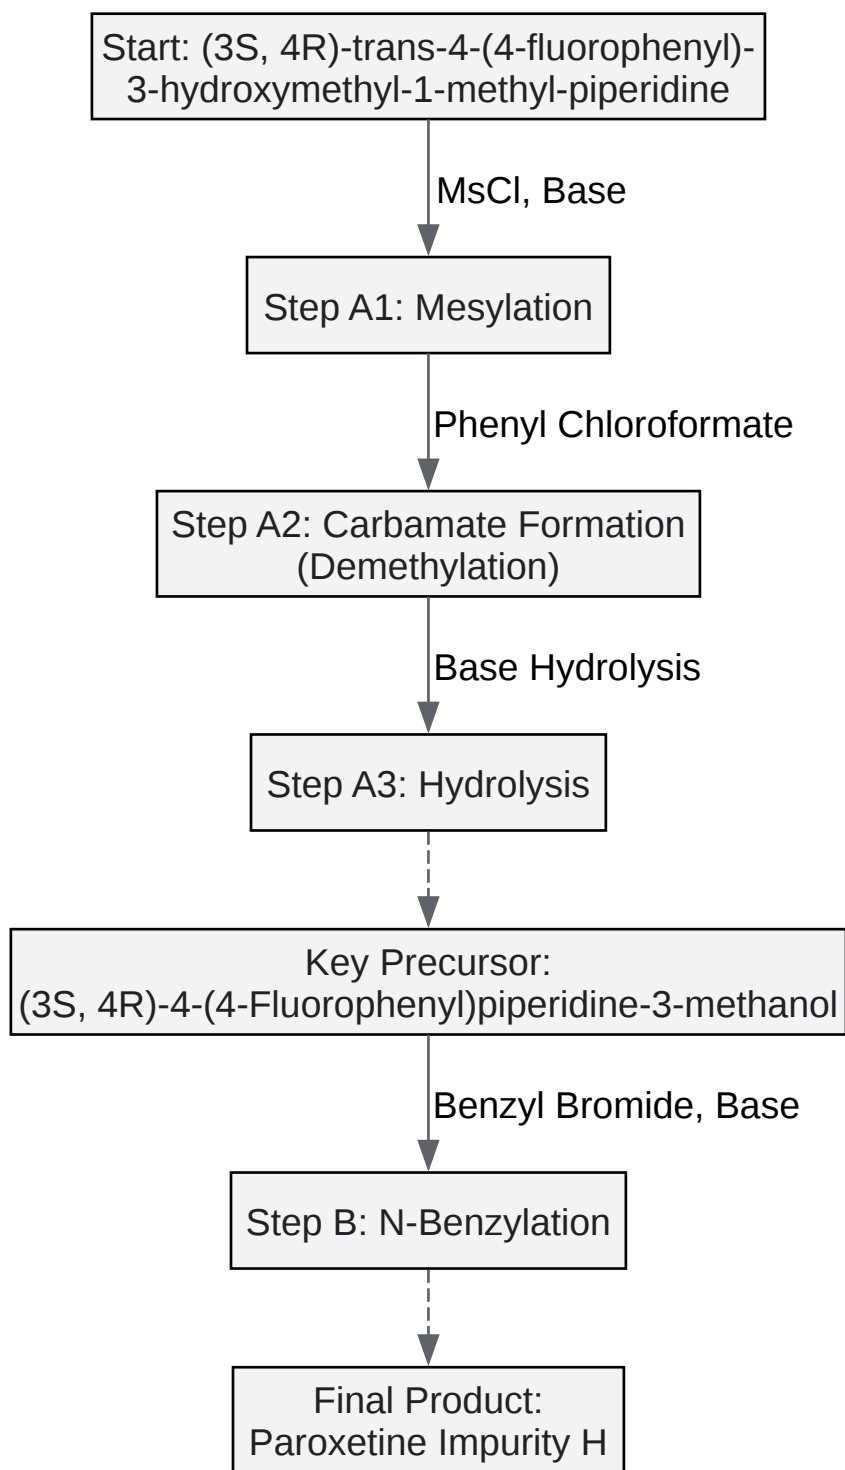 Start: (3S, 4R)-trans-4-(4-fluorophenyl)-
3-hydroxymethyl-1-methyl-piperidine
MsCl, Base
Step A1: Mesylation
Phenyl Chloroformate
Step A2: Carbamate Formation
(Demethylation)
Base Hydrolysis
Step A3: Hydrolysis
Key Precursor:
(3S, 4R)-4-(4-Fluorophenyl)piperidine-3-methanol
Benzyl Bromide, Base
Step B: N-Benzylation
Final Product:
Paroxetine Impurity H